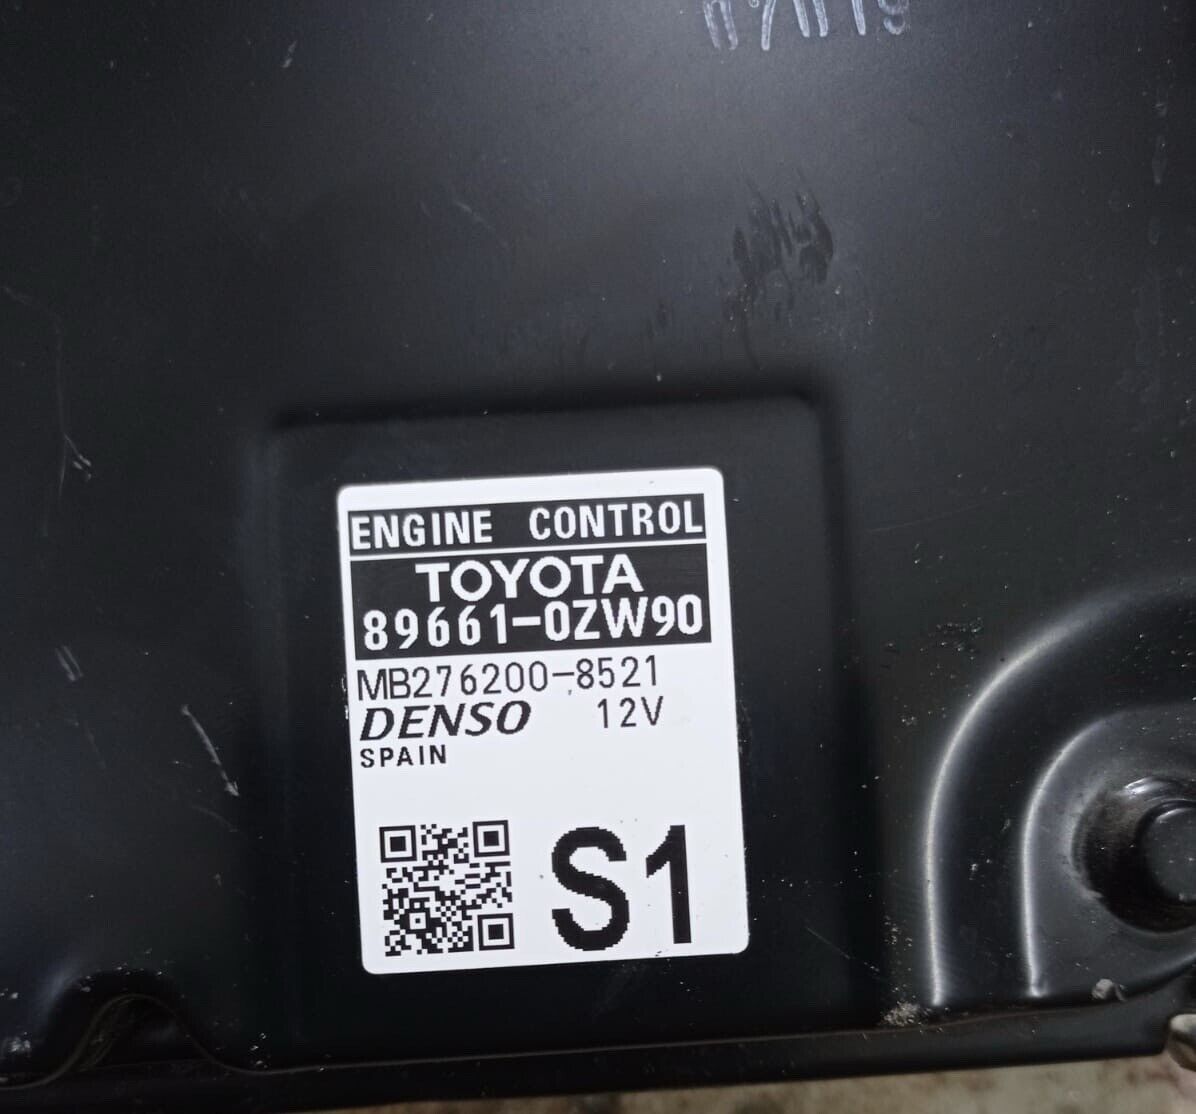 ENGINE CONTROL
TOYOTA
89661-0ZW90
MB276200-8521
DENSO 12V
SPAIN
S1